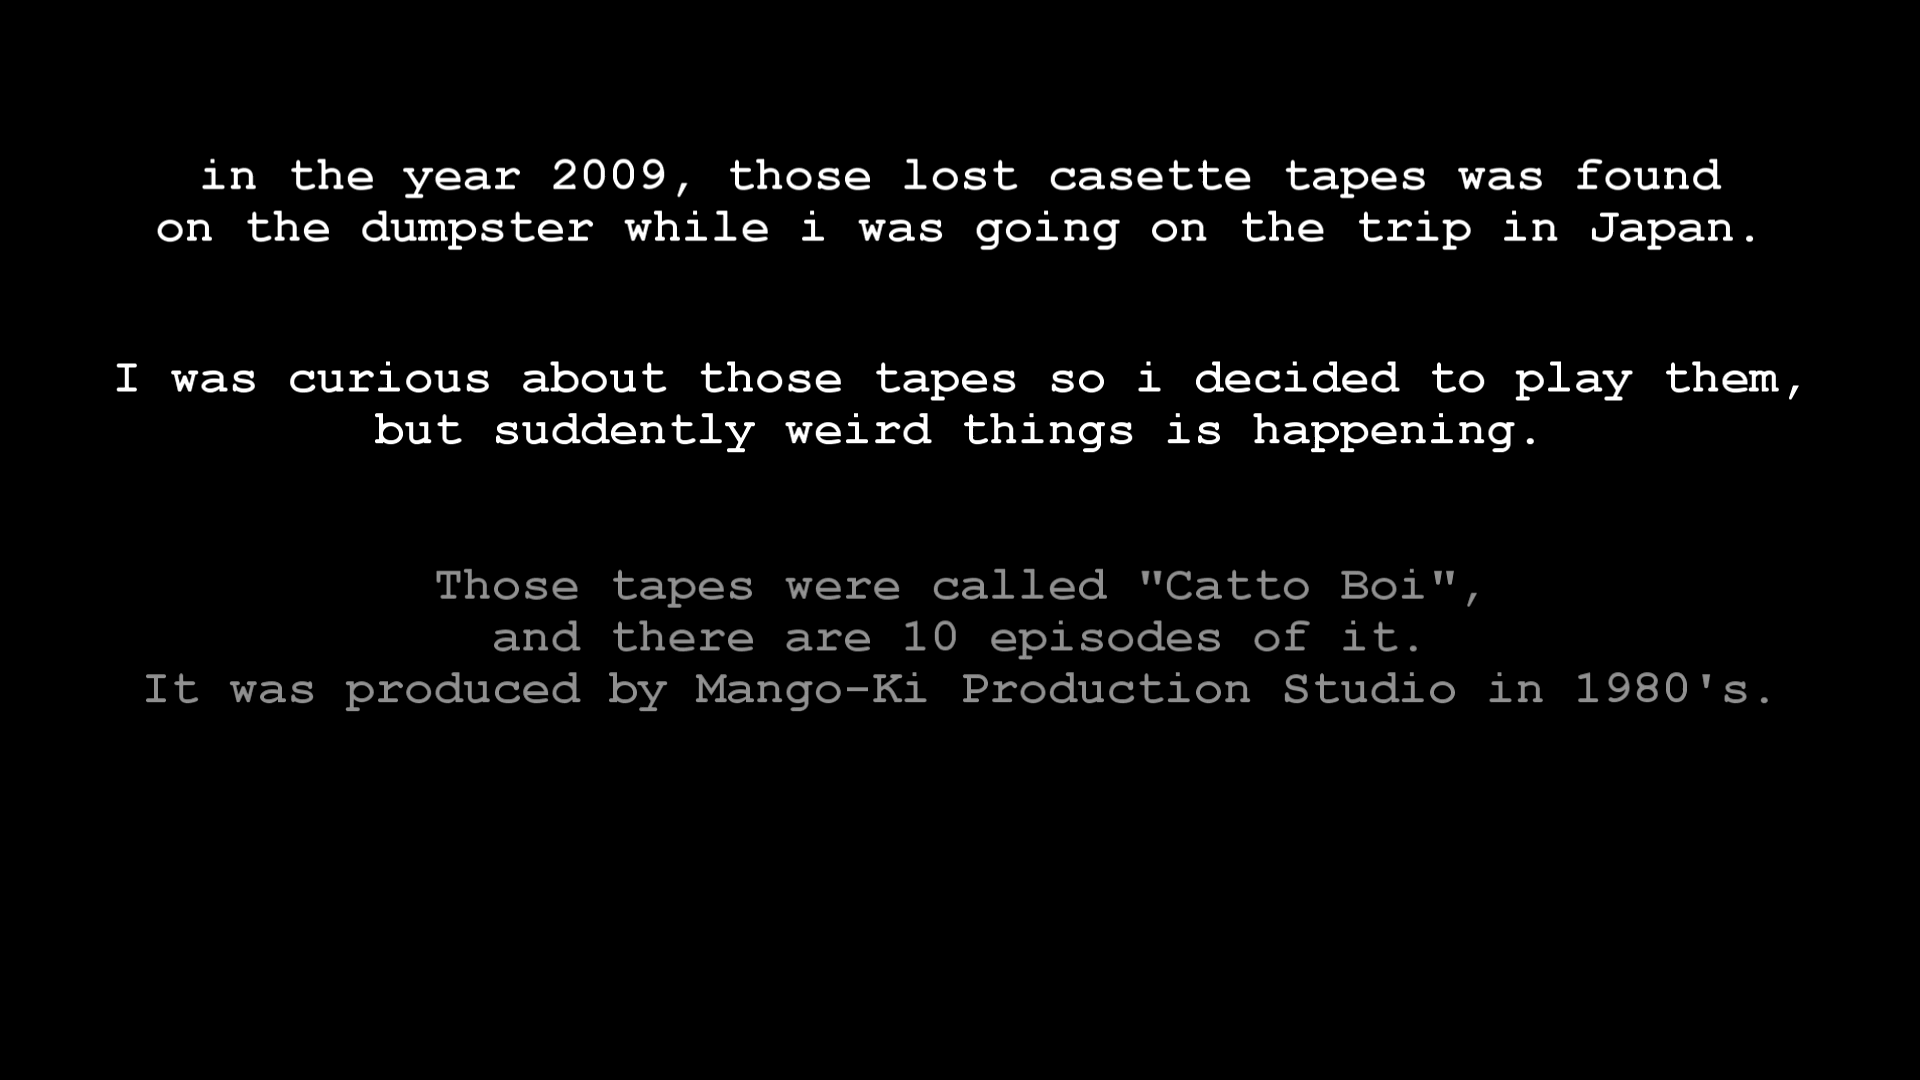 in the year 2009, those lost casette tapes was found
on the dumpster while i was going on the trip in Japan.
I was curious about those tapes so i decided to play them,
but suddently weird things is happening.
Those tapes were called "Catto Boi",
and there are 10 episodes of it.
It was produced by Mango-Ki Production Studio in 1980's.